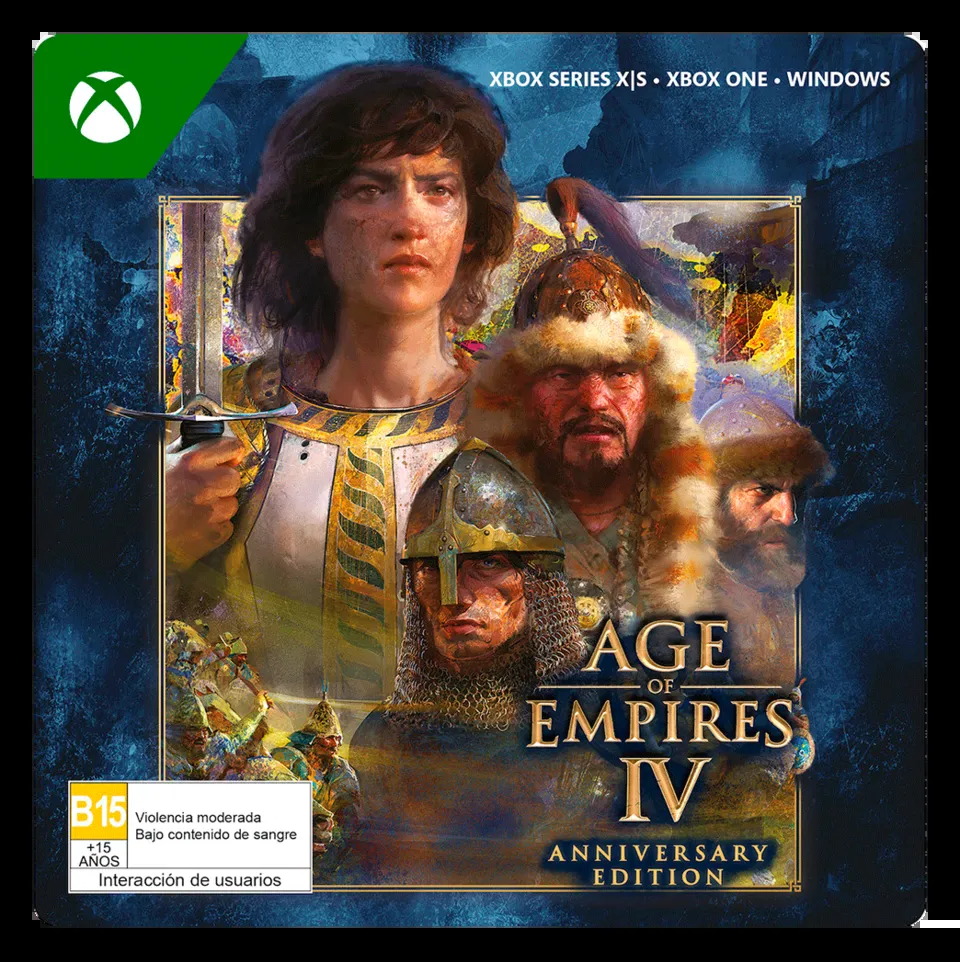 XBOX SERIES X|S • XBOX ONE • WINDOWS
AGE
OF
EMPIRES
IV
ANNIVERSARY
EDITION
B15
+15
AÑOS
Violencia moderada
Bajo contenido de sangre
Interacción de usuarios